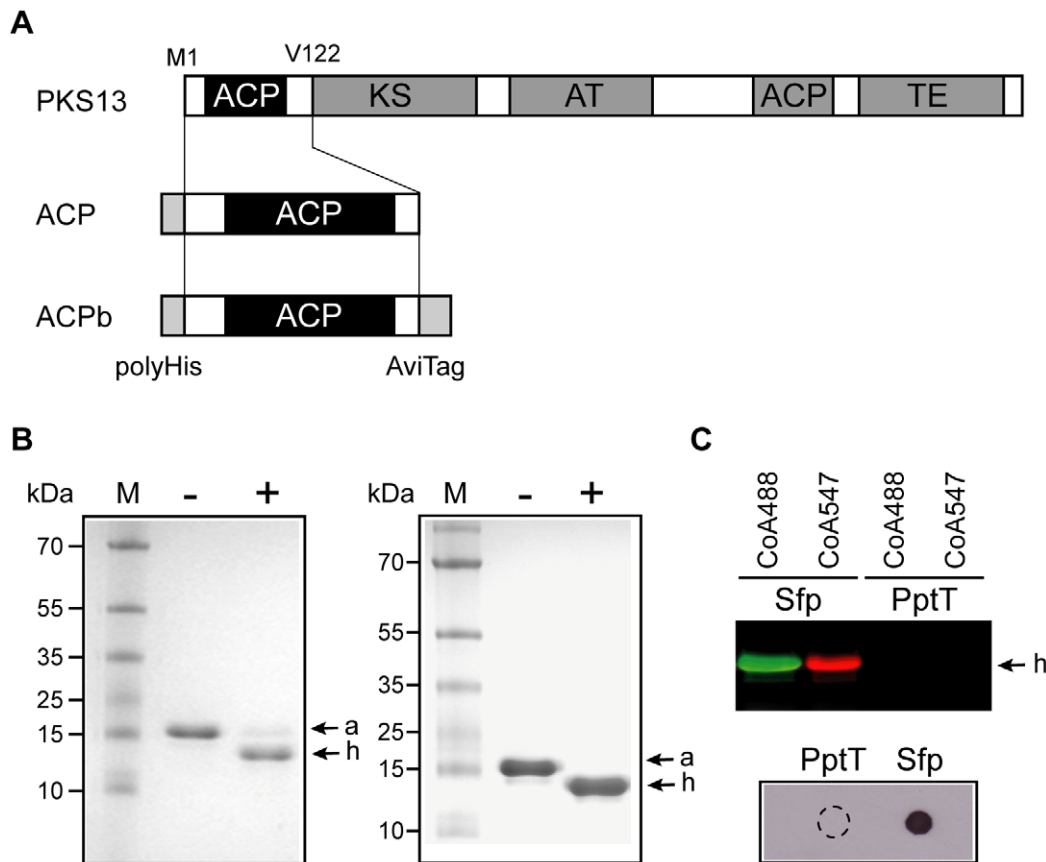 A
M1 V122
PKS13 ACP KS AT ACP TE
ACP ACP
ACPb ACP
polyHis AviTag
B
kDa M - +
70
55
35
25
15
10
a
h
kDa M - +
70
55
35
25
15
10
a
h
C
CoA488 CoA547 CoA488 CoA547
Sfp PptT
h
PptT Sfp